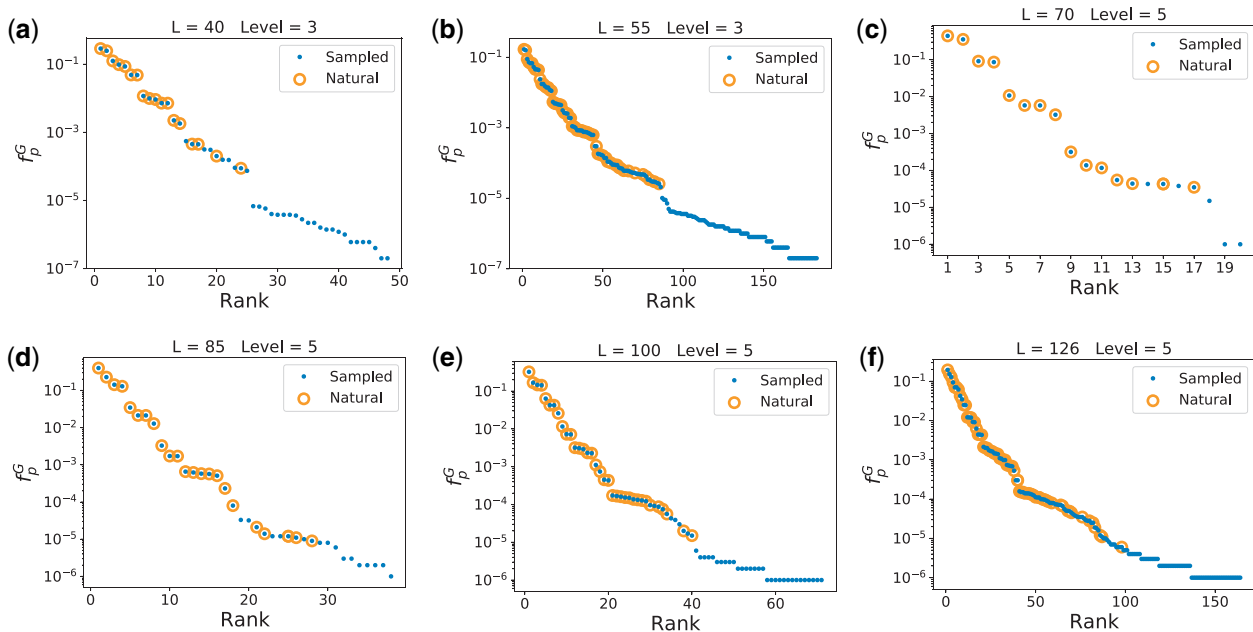 (a)
L = 40 Level = 3
Sampled
Natural
f_p^G
10^-1
10^-3
10^-5
10^-7
0 10 20 30 40 50
Rank
(b)
L = 55 Level = 3
Sampled
Natural
f_p^G
10^-1
10^-3
10^-5
10^-7
0 50 100 150
Rank
(c)
L = 70 Level = 5
Sampled
Natural
f_p^G
10^-1
10^-2
10^-3
10^-4
10^-5
10^-6
1 3 5 7 9 11 13 15 17 19
Rank
(d)
L = 85 Level = 5
Sampled
Natural
f_p^G
10^-1
10^-2
10^-3
10^-4
10^-5
10^-6
0 10 20 30
Rank
(e)
L = 100 Level = 5
Sampled
Natural
f_p^G
10^-1
10^-2
10^-3
10^-4
10^-5
10^-6
0 20 40 60
Rank
(f)
L = 126 Level = 5
Sampled
Natural
f_p^G
10^-1
10^-2
10^-3
10^-4
10^-5
10^-6
0 50 100 150
Rank